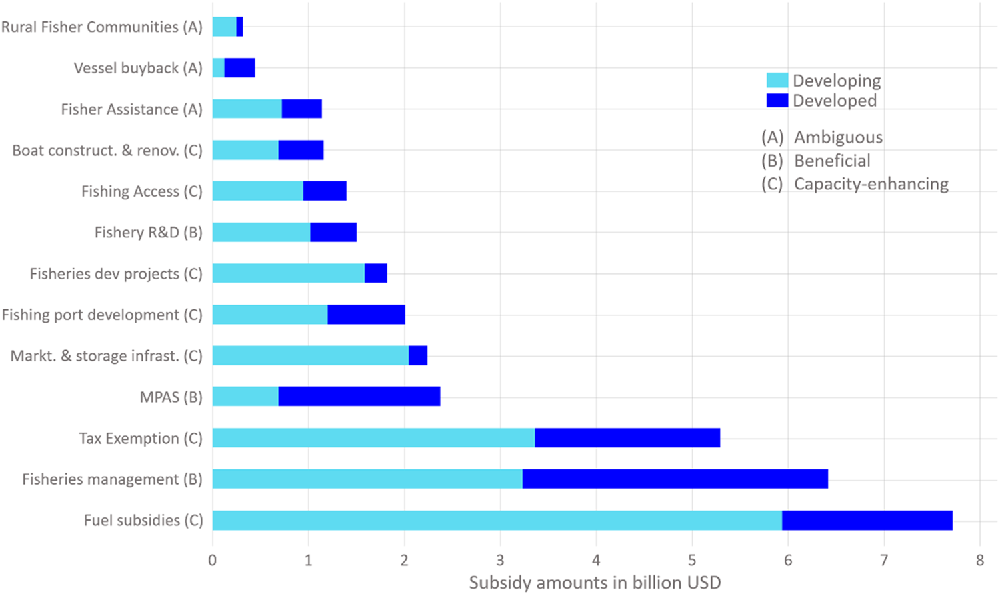 Rural Fisher Communities (A)
Vessel buyback (A)
Fisher Assistance (A)
Boat construct. & renov. (C)
Fishing Access (C)
Fishery R&D (B)
Fisheries dev projects (C)
Fishing port development (C)
Markt. & storage infrast. (C)
MPAS (B)
Tax Exemption (C)
Fisheries management (B)
Fuel subsidies (C)
Developing
Developed
(A) Ambiguous
(B) Beneficial
(C) Capacity-enhancing
0 1 2 3 4 5 6 7 8
Subsidy amounts in billion USD